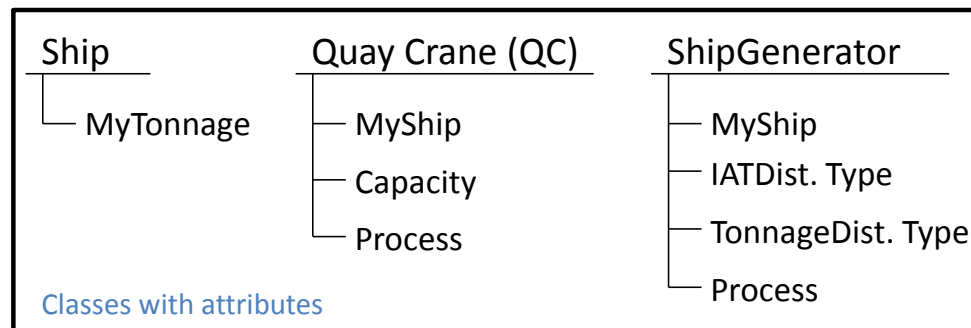 Ship
MyTonnage
Quay Crane (QC)
MyShip
Capacity
Process
ShipGenerator
MyShip
IATDist. Type
TonnageDist. Type
Process
Classes with attributes